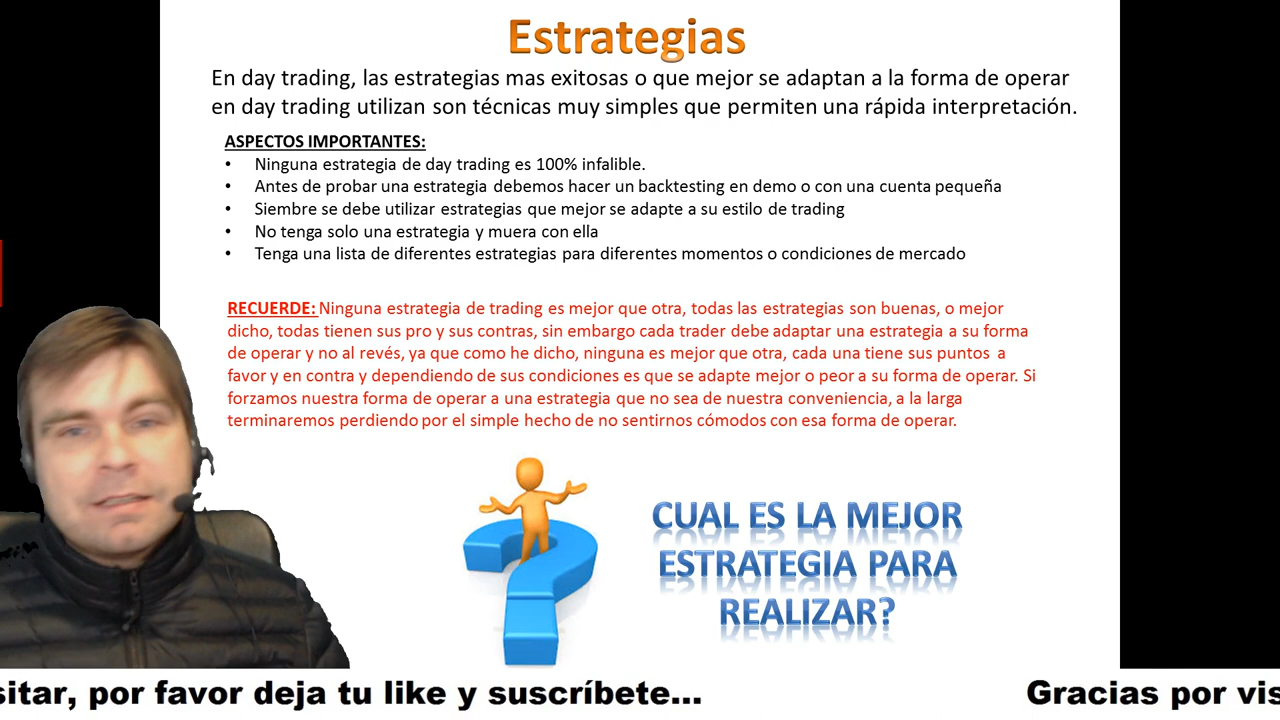 Estrategias
En day trading, las estrategias mas exitosas o que mejor se adaptan a la forma de operar
en day trading utilizan son técnicas muy simples que permiten una rápida interpretación.
ASPECTOS IMPORTANTES:
• Ninguna estrategia de day trading es 100% infalible.
• Antes de probar una estrategia debemos hacer un backtesting en demo o con una cuenta pequeña
• Siembre se debe utilizar estrategias que mejor se adapte a su estilo de trading
• No tenga solo una estrategia y muera con ella
• Tenga una lista de diferentes estrategias para diferentes momentos o condiciones de mercado
RECUERDE: Ninguna estrategia de trading es mejor que otra, todas las estrategias son buenas, o mejor
dicho, todas tienen sus pro y sus contras, sin embargo cada trader debe adaptar una estrategia a su forma
de operar y no al revés, ya que como he dicho, ninguna es mejor que otra, cada una tiene sus puntos a
favor y en contra y dependiendo de sus condiciones es que se adapte mejor o peor a su forma de operar. Si
forzamos nuestra forma de operar a una estrategia que no sea de nuestra conveniencia, a la larga
terminaremos perdiendo por el simple hecho de no sentirnos cómodos con esa forma de operar.
CUAL ES LA MEJOR
ESTRATEGIA PARA
REALIZAR?
sitar, por favor deja tu like y suscríbete... Gracias por vis